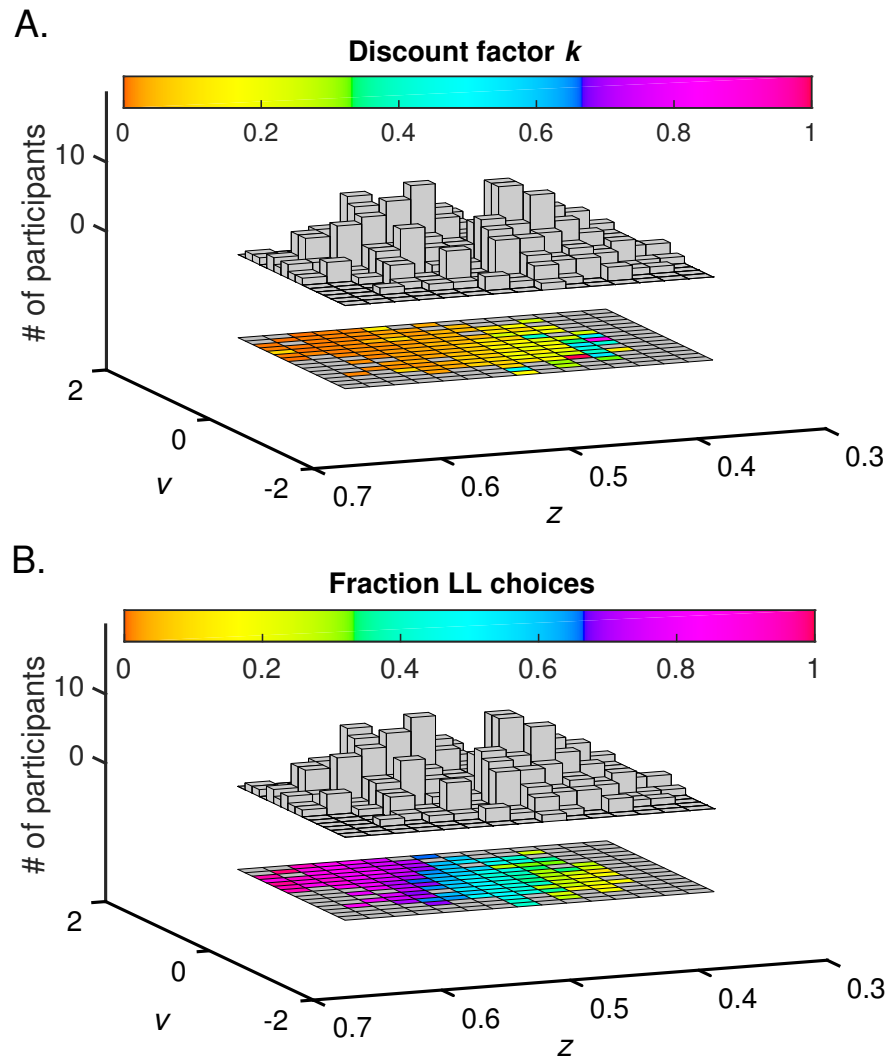 A.
Discount factor k
0 0.2 0.4 0.6 0.8 1
# of participants
10
0
2
0
-2
v
0.7 0.6 0.5 0.4 0.3
z
B.
Fraction LL choices
0 0.2 0.4 0.6 0.8 1
# of participants
10
0
2
0
-2
v
0.7 0.6 0.5 0.4 0.3
z